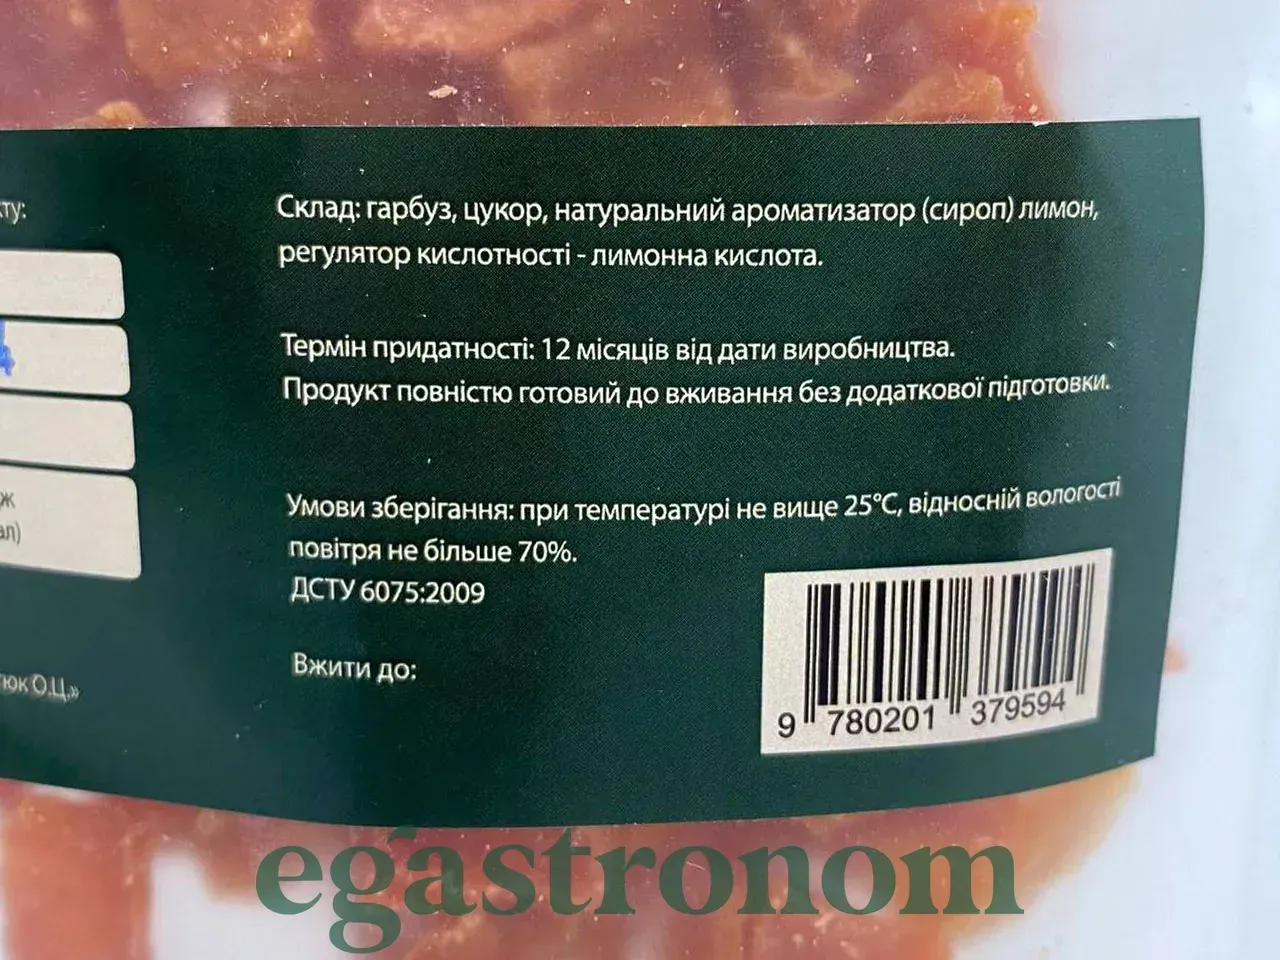 Склад: гарбуз, цукор, натуральний ароматизатор (сироп) лимон,
регулятор кислотності - лимонна кислота.
Термін придатності: 12 місяців від дати виробництва.
Продукт повністю готовий до вживання без додаткової підготовки.
Умови зберігання: при температурі не вище 25°C, відносній вологості
повітря не більше 70%.
ДСТУ 6075:2009
Вжити до:
9 780201 379594
egastronom